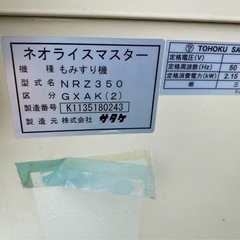 ネオライスマスター
機種 もみすり機
型式 NRZ350
区分 GXAK(2)
製造番号 K1135180243
製造元 株式会社 サタケ
TOHOKU SA
定格電圧(V)
定格周波数(Hz) 50
定格消費電力(kW) 2.15
相 三